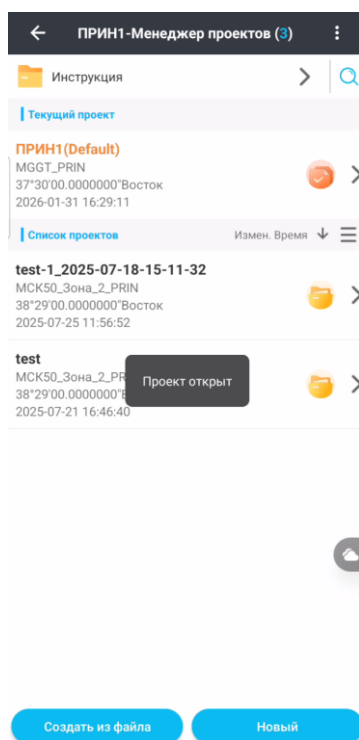 ПРИН1-Менеджер проектов (3)
Инструкция
Текущий проект
ПРИН1(Default)
MGGT_PRIN
37°30'00.0000000"Восток
2026-01-31 16:29:11
Список проектов
Измен. Время
test-1_2025-07-18-15-11-32
МСК50_Зона_2_PRIN
38°29'00.0000000"Восток
2025-07-25 11:56:52
test
МСК50_Зона_2_PR
38°29'00.0000000"
2025-07-21 16:46:40
Проект открыт
Создать из файла
Новый